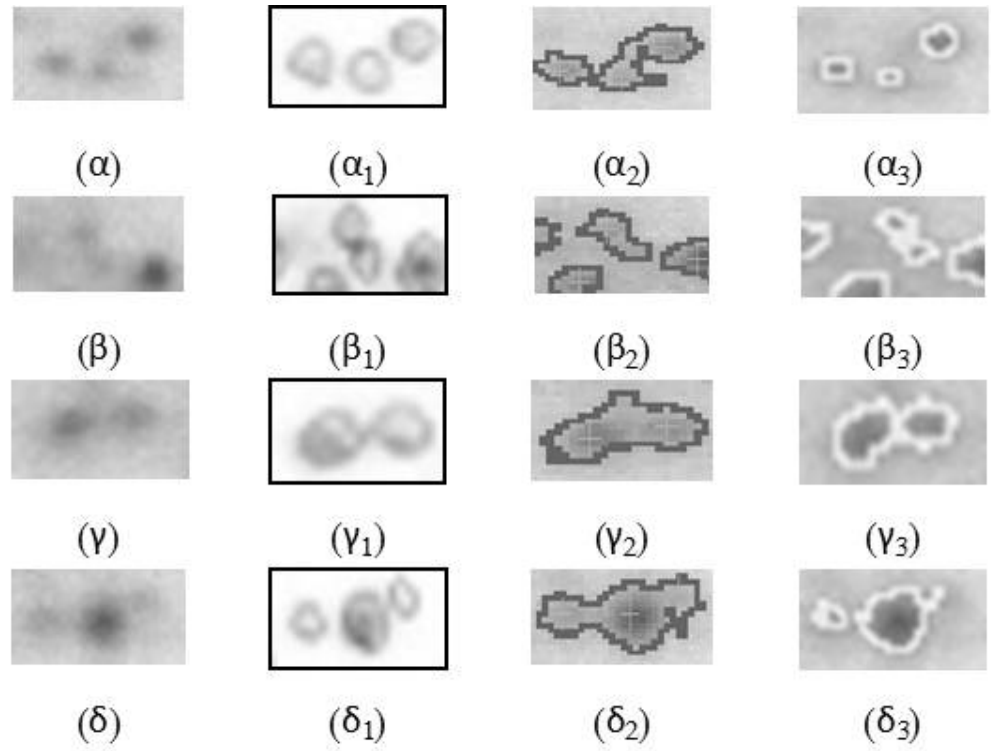 (α) (α₁) (α₂) (α₃)
(β) (β₁) (β₂) (β₃)
(γ) (γ₁) (γ₂) (γ₃)
(δ) (δ₁) (δ₂) (δ₃)